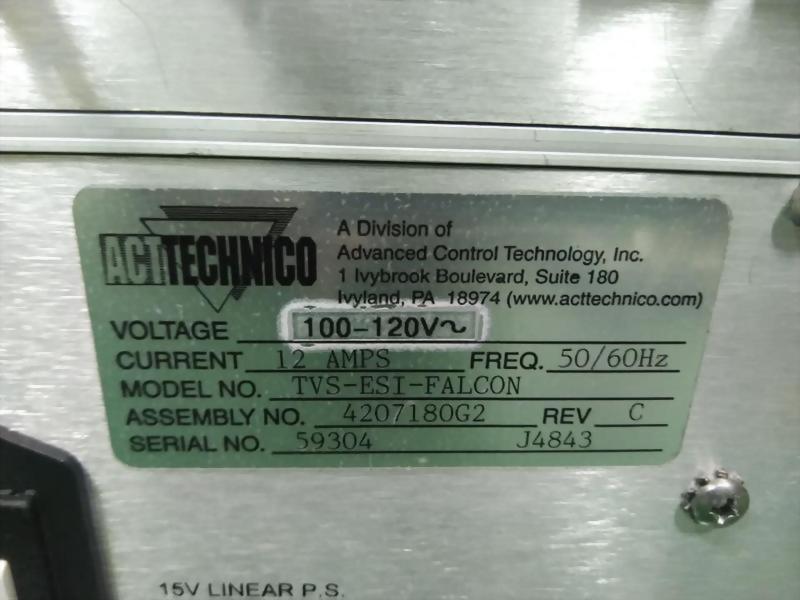 ACTTECHNICO
A Division of
Advanced Control Technology, Inc.
1 Ivybrook Boulevard, Suite 180
Ivyland, PA 18974 (www.acttechnico.com)
VOLTAGE 100-120V~
CURRENT 12 AMPS FREQ. 50/60Hz
MODEL NO. TVS-ESI-FALCON
ASSEMBLY NO. 4207180G2 REV C
SERIAL NO. 59304 J4843
15V LINEAR P.S.